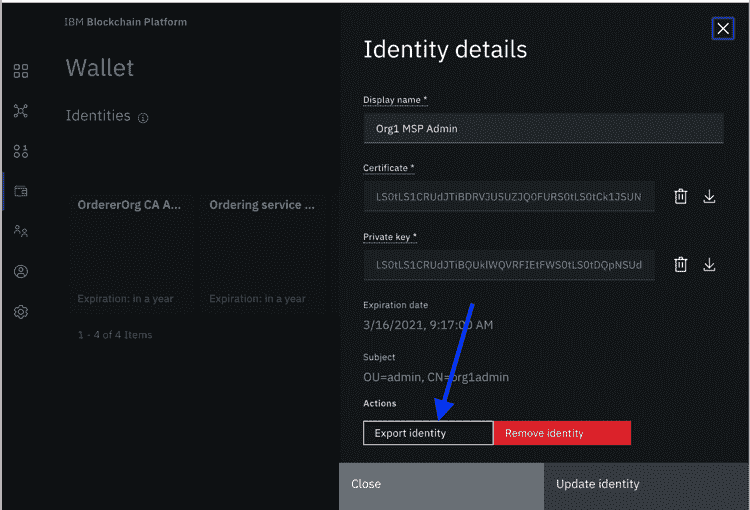 IBM Blockchain Platform
Wallet
Identities
OrdererOrg CA A...
Ordering service ...
Expiration: in a year
Expiration: in a year
1 - 4 of 4 Items
Identity details
Display name *
Org1 MSP Admin
Certificate *
LS0tLS1CRUdJTiBDRVJUSUZJQ0FURS0tLS0tCk1JSUN
Private key *
LS0tLS1CRUdJTiBQUklWQVRFIEtFWS0tLS0tDQpNSUd
Expiration date
3/16/2021, 9:17:00 AM
Subject
OU=admin, CN=org1admin
Actions
Export identity
Remove identity
Close
Update identity